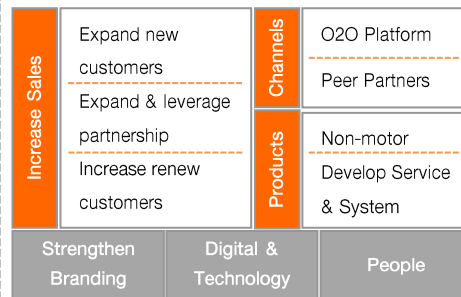 Increase Sales
Expand new
customers
Expand & leverage
partnership
Increase renew
customers
Channels
O2O Platform
Peer Partners
Products
Non-motor
Develop Service
& System
Strengthen
Branding
Digital &
Technology
People